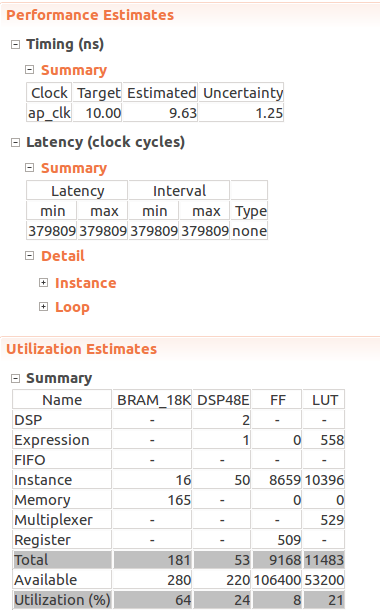 Performance Estimates
Timing (ns)
Summary
Clock Target Estimated Uncertainty
ap_clk 10.00 9.63 1.25
Latency (clock cycles)
Summary
Latency Interval
min max min max Type
379809 379809 379809 379809 none
Detail
Instance
Loop
Utilization Estimates
Summary
Name BRAM_18K DSP48E FF LUT
DSP - 2 - -
Expression - 1 0 558
FIFO - - - -
Instance 16 50 8659 10396
Memory 165 - 0 0
Multiplexer - - - 529
Register - - 509 -
Total 181 53 9168 11483
Available 280 220 106400 53200
Utilization (%) 64 24 8 21